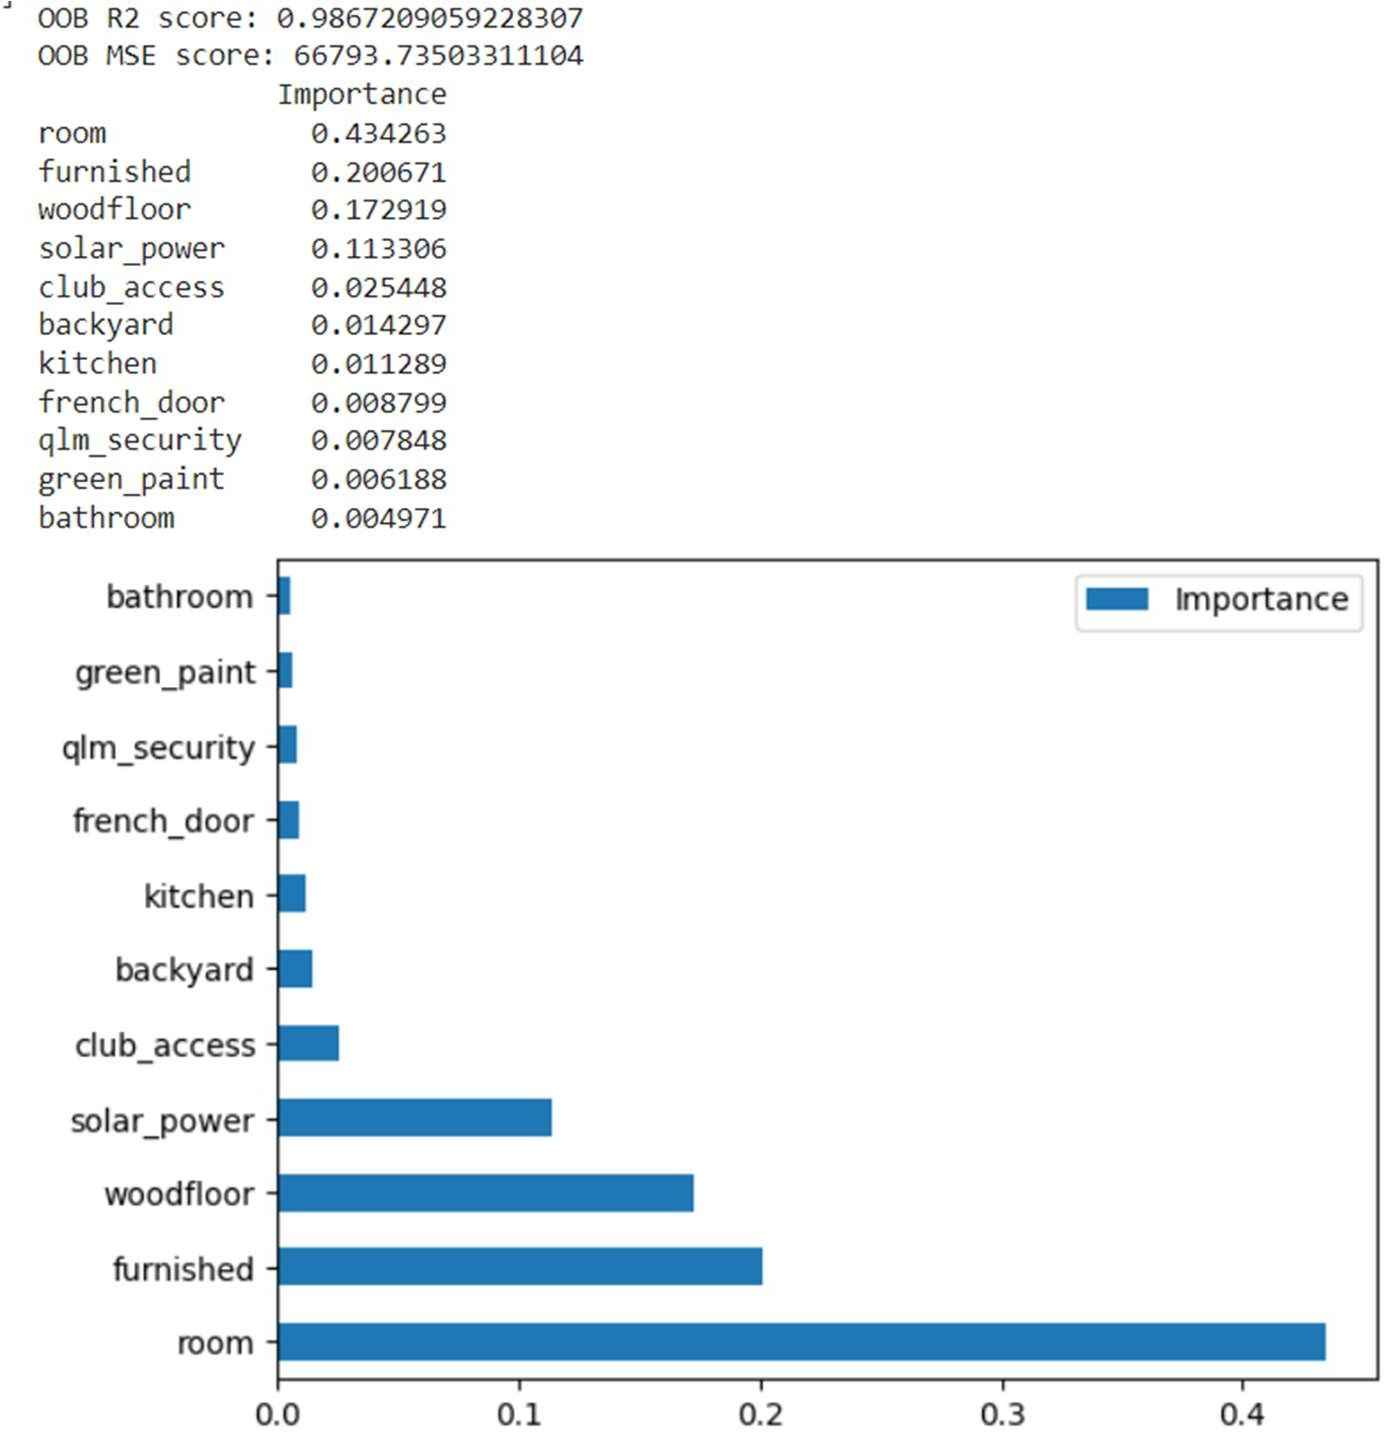 OOB R2 score: 0.9867209059228307
OOB MSE score: 66793.73503311104
Importance
room 0.434263
furnished 0.200671
woodfloor 0.172919
solar_power 0.113306
club_access 0.025448
backyard 0.014297
kitchen 0.011289
french_door 0.008799
qlm_security 0.007848
green_paint 0.006188
bathroom 0.004971
Importance
bathroom
green_paint
qlm_security
french_door
kitchen
backyard
club_access
solar_power
woodfloor
furnished
room
0.0 0.1 0.2 0.3 0.4